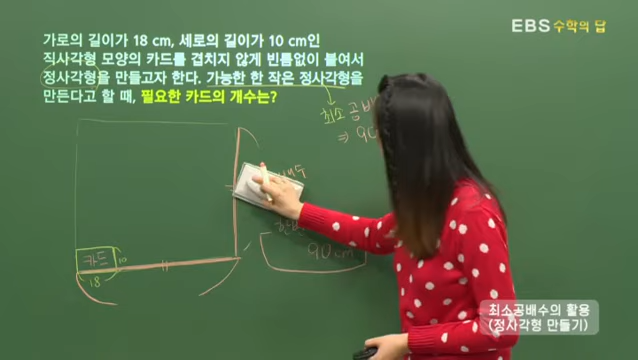 EBS 수학의 답
가로의 길이가 18 cm, 세로의 길이가 10 cm인
직사각형 모양의 카드를 겹치지 않게 빈틈없이 붙여서
정사각형을 만들고자 한다. 가능한 한 작은 정사각형을
만든다고 할 때, 필요한 카드의 개수는?
최소 공배
⇒ 90
카드 10
18
90 cm
최소공배수의 활용
(정사각형 만들기)